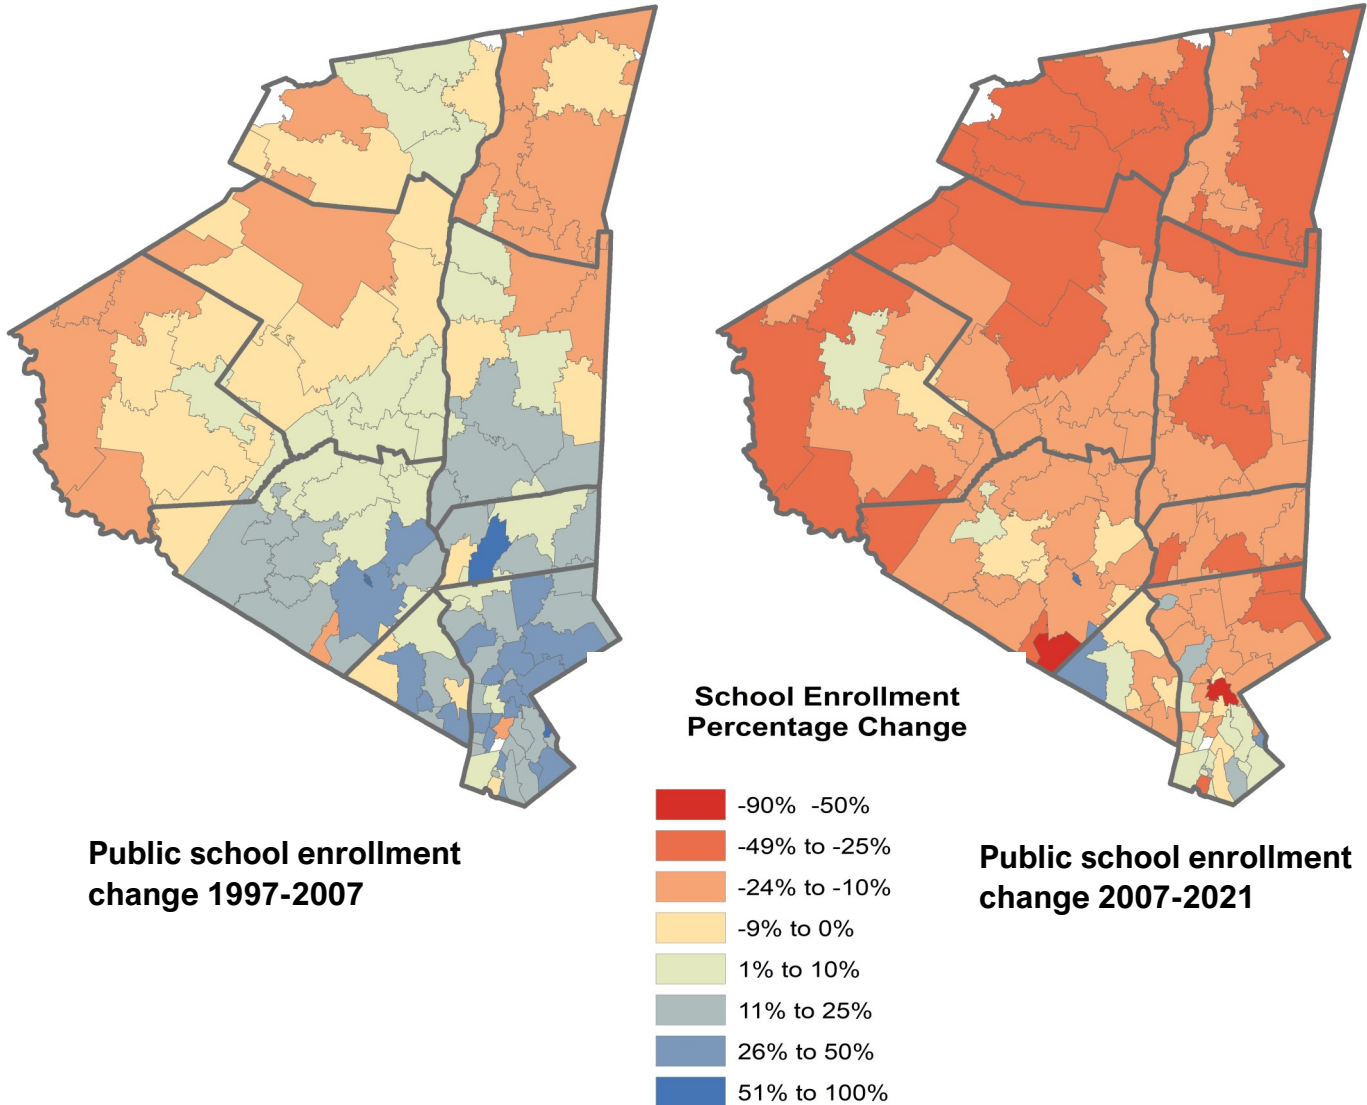 School Enrollment
Percentage Change
-90%  -50%
-49% to -25%
-24% to -10%
-9% to 0%
1% to 10%
11% to 25%
26% to 50%
51% to 100%
Public school enrollment
change 1997-2007
Public school enrollment
change 2007-2021